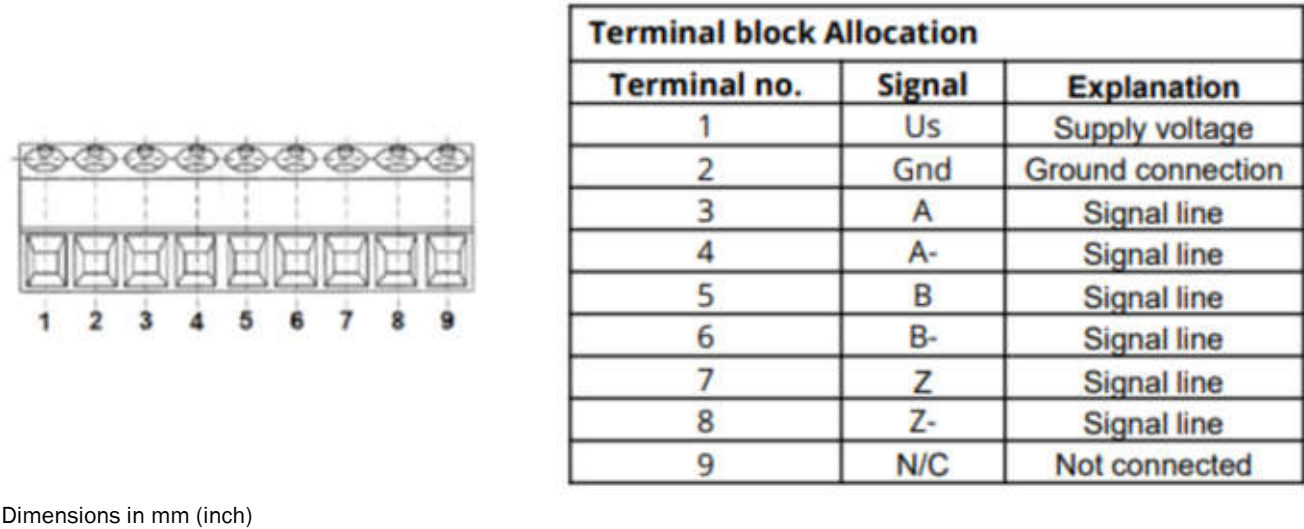 Terminal block Allocation
Terminal no. Signal Explanation
1 Us Supply voltage
2 Gnd Ground connection
3 A Signal line
4 A- Signal line
5 B Signal line
6 B- Signal line
7 Z Signal line
8 Z- Signal line
9 N/C Not connected
1 2 3 4 5 6 7 8 9
Dimensions in mm (inch)